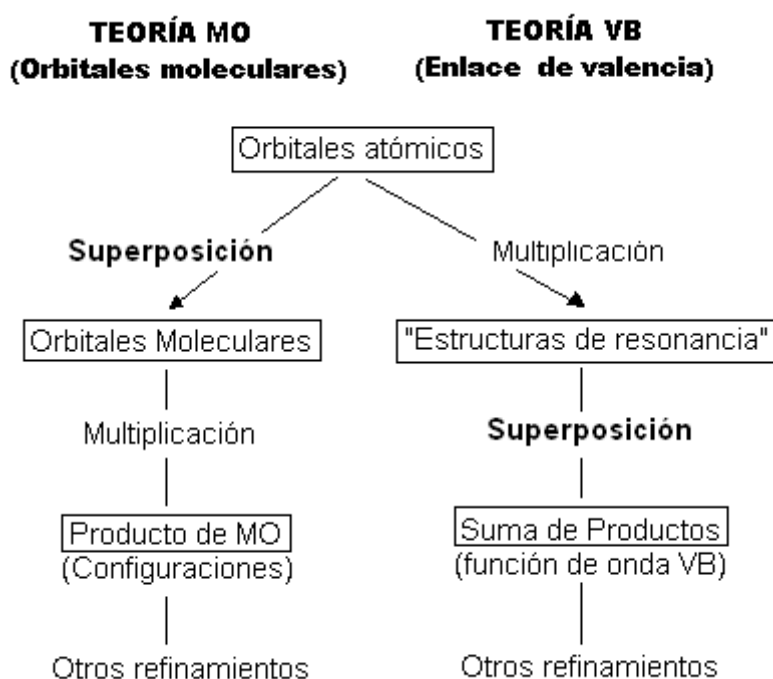 TEORÍA MO
(Orbitales moleculares)
TEORÍA VB
(Enlace de valencia)
Orbitales atómicos
Superposición
Multiplicación
Orbitales Moleculares
"Estructuras de resonancia"
Multiplicación
Superposición
Producto de MO
(Configuraciones)
Suma de Productos
(función de onda VB)
Otros refinamientos
Otros refinamientos